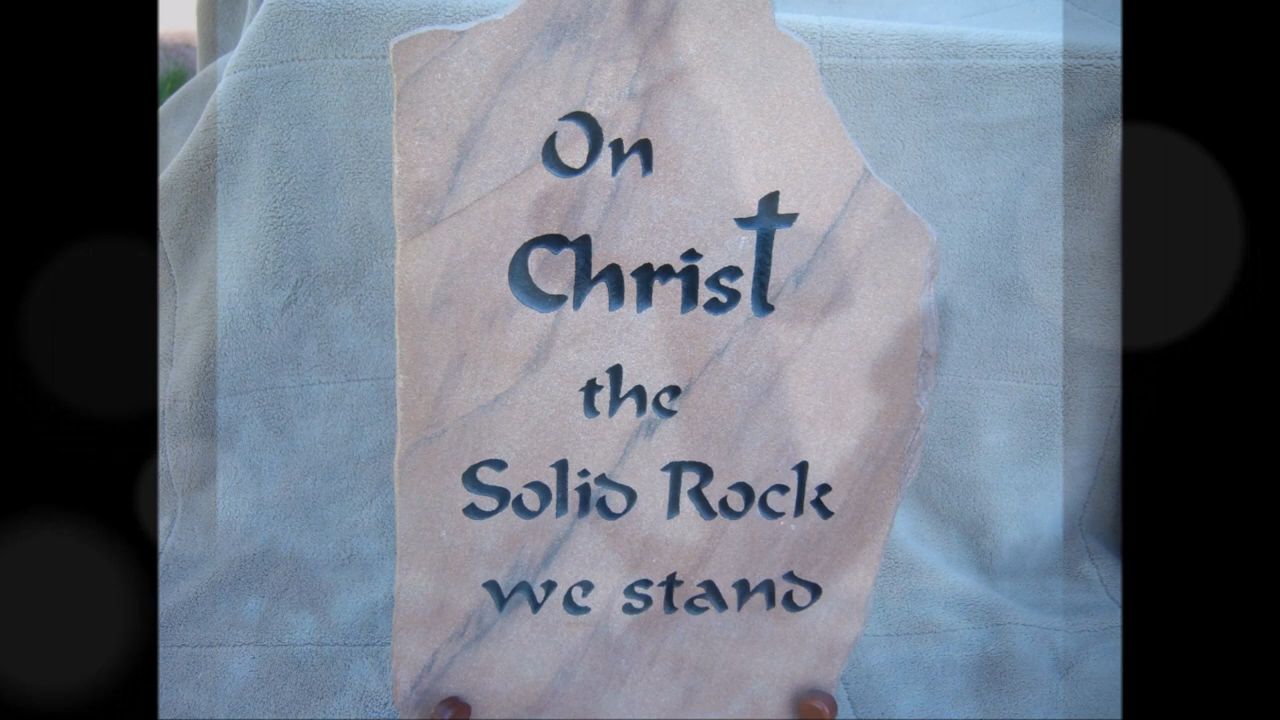 On
Christ
the
Solid Rock
we stand